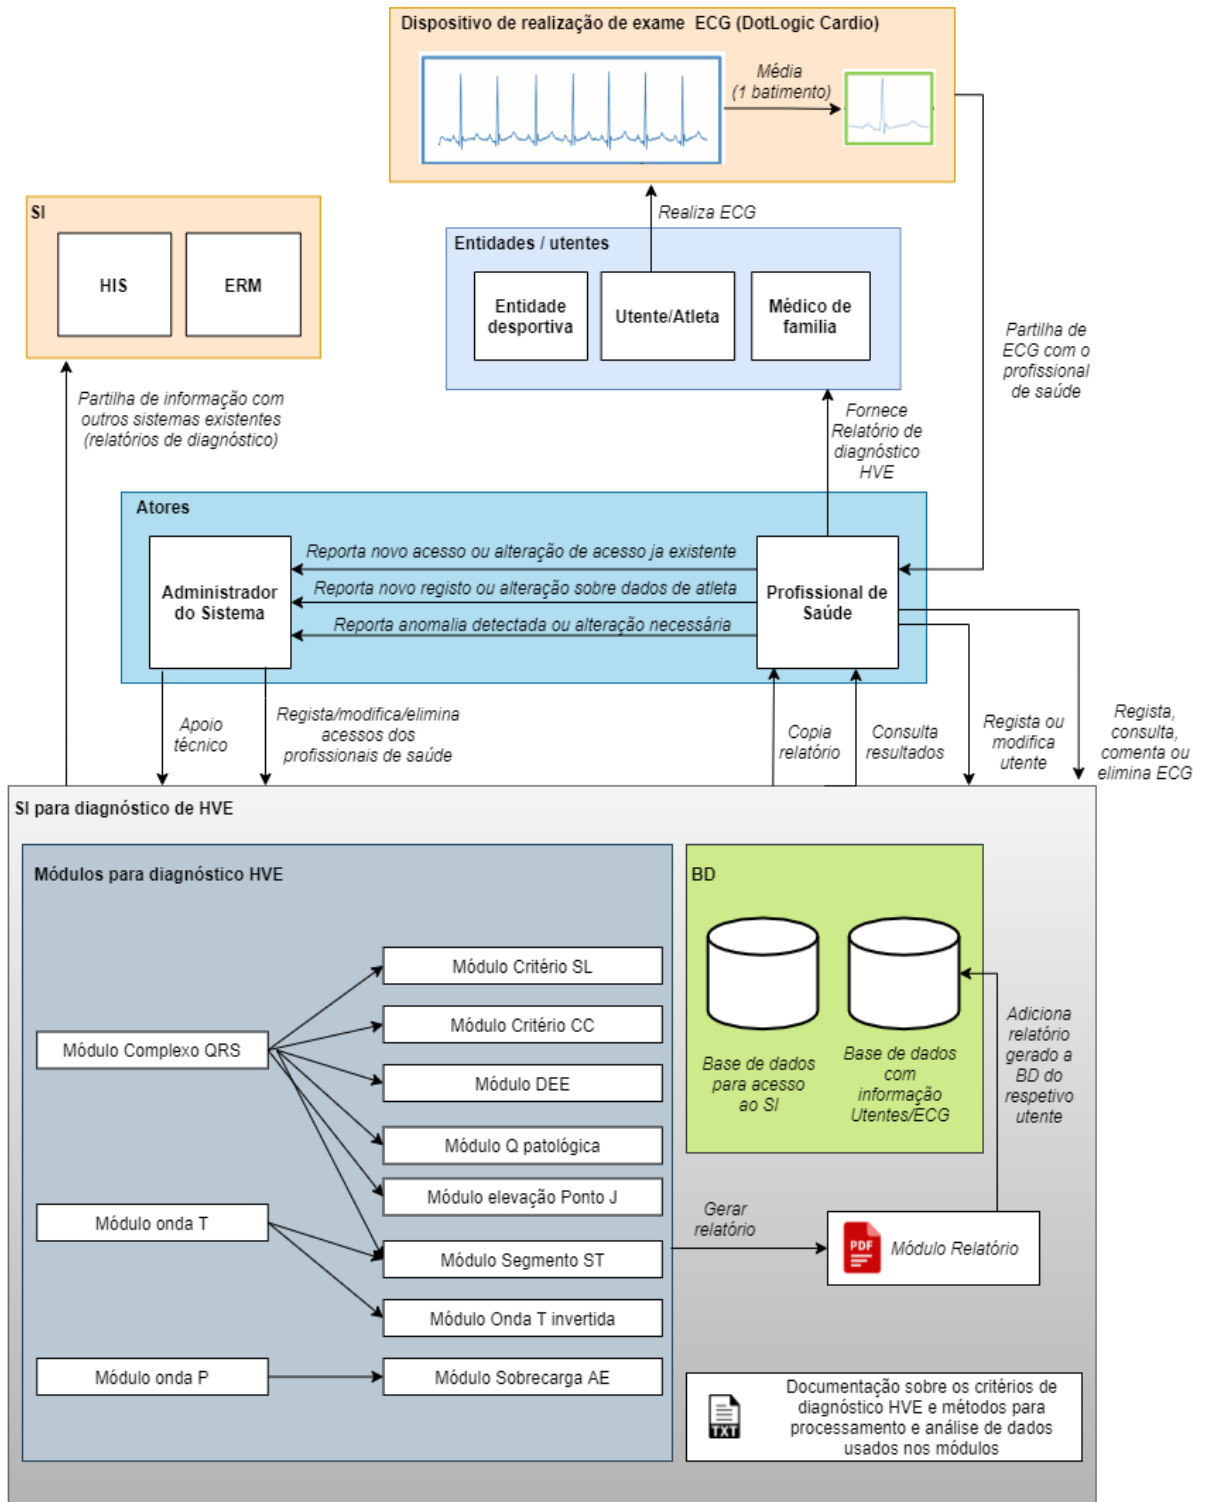 Dispositivo de realização de exame ECG (DotLogic Cardio)
Média
(1 batimento)
SI
HIS
ERM
Realiza ECG
Entidades / utentes
Entidade
desportiva
Utente/Atleta
Médico de
familia
Partilha de
ECG com o
profissional
de saúde
Partilha de informação com
outros sistemas existentes
(relatórios de diagnóstico)
Fornece
Relatório de
diagnóstico
HVE
Atores
Administrador
do Sistema
Reporta novo acesso ou alteração de acesso ja existente
Reporta novo registo ou alteração sobre dados de atleta
Reporta anomalia detectada ou alteração necessária
Profissional de
Saúde
Apoio
técnico
Regista/modifica/elimina
acessos dos
profissionais de saúde
Copia
relatório
Consulta
resultados
Regista ou
modifica
utente
Regista,
consulta,
comenta ou
elimina ECG
SI para diagnóstico de HVE
Módulos para diagnóstico HVE
Módulo Complexo QRS
Módulo onda T
Módulo onda P
Módulo Critério SL
Módulo Critério CC
Módulo DEE
Módulo Q patológica
Módulo elevação Ponto J
Módulo Segmento ST
Módulo Onda T invertida
Módulo Sobrecarga AE
BD
Base de dados
para acesso
ao SI
Base de dados
com
informação
Utentes/ECG
Adiciona
relatório
gerado a
BD do
respetivo
utente
Gerar
relatório
PDF
Módulo Relatório
TXT
Documentação sobre os critérios de
diagnóstico HVE e métodos para
processamento e análise de dados
usados nos módulos